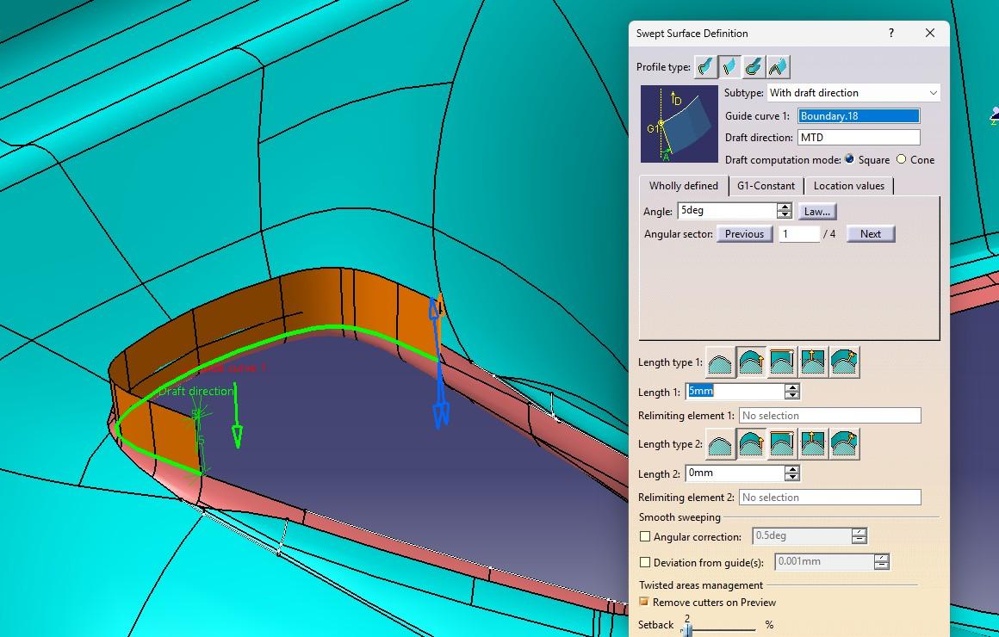 Swept Surface Definition ?
Profile type:
Subtype: With draft direction
Guide curve 1: Boundary.18
Draft direction: MTD
Draft computation mode: Square Cone
D
G1
A
Wholly defined G1-Constant Location values
Angle: 5deg Law...
Angular sector: Previous 1 / 4 Next
Length type 1:
Length 1: 5mm
Relimiting element 1: No selection
Length type 2:
Length 2: 0mm
Relimiting element 2: No selection
Smooth sweeping
Angular correction: 0.5deg
Deviation from guide(s): 0.001mm
Twisted areas management
Remove cutters on Preview
Setback 2 %
Guide curve 1
Draft direction
5
5